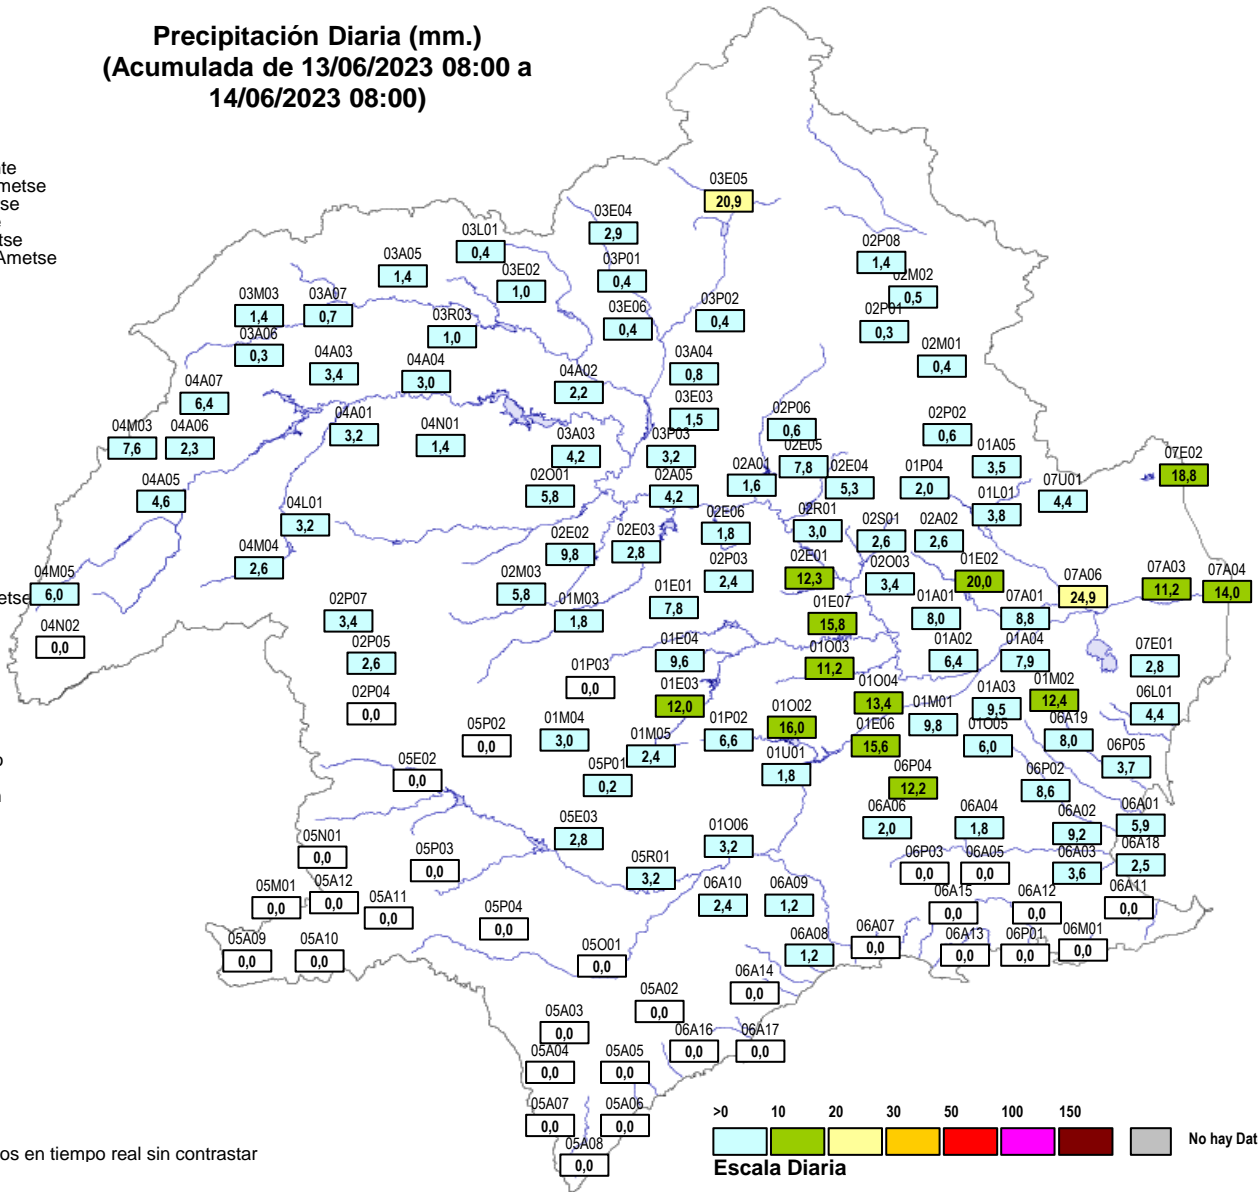 Precipitación Diaria (mm.)
(Acumulada de 13/06/2023 08:00 a
14/06/2023 08:00)
nte
metse
tse
e
tse
Ametse
03E05
20,9
03E04
2,9
03L01
0,4
03A05
1,4
03E02
1,0
03P01
0,4
02P08
1,4
02M02
0,5
03M03
1,4
03A07
0,7
03R03
1,0
03E06
0,4
03P02
0,4
02P01
0,3
03A06
0,3
04A03
3,4
04A04
3,0
04A02
2,2
03A04
0,8
02M01
0,4
04A07
6,4
04A01
3,2
04N01
1,4
03E03
1,5
02P06
0,6
02P02
0,6
04M03
7,6
04A06
2,3
03A03
4,2
03P03
3,2
02E05
7,8
01A05
3,5
07E02
18,8
04A05
4,6
02O01
5,8
02A05
4,2
02A01
1,6
02E04
5,3
01P04
2,0
07U01
4,4
04L01
3,2
01L01
3,8
02E06
1,8
02R01
3,0
02S01
2,6
02A02
2,6
02E02
9,8
02E03
2,8
04M04
2,6
04M05
6,0
etse
02M03
5,8
02P03
2,4
02E01
12,3
02O03
3,4
01E02
20,0
07A06
24,9
07A03
11,2
07A04
14,0
02P07
3,4
01M03
1,8
01E01
7,8
01E07
15,8
01A01
8,0
07A01
8,8
04N02
0,0
02P05
2,6
01E04
9,6
01O03
11,2
01A02
6,4
01A04
7,9
07E01
2,8
01P03
0,0
02P04
0,0
01E03
12,0
01O04
13,4
01A03
9,5
01M02
12,4
06L01
4,4
05P02
0,0
01M04
3,0
01M05
2,4
01P02
6,6
01O02
16,0
01E06
15,6
01M01
9,8
01O05
6,0
06A19
8,0
06P05
3,7
05E02
0,0
05P01
0,2
01U01
1,8
06P04
12,2
06P02
8,6
o
05E03
2,8
01O06
3,2
06A06
2,0
06A04
1,8
06A02
9,2
06A01
5,9
05N01
0,0
05P03
0,0
05R01
3,2
06P03
0,0
06A05
0,0
06A03
3,6
06A18
2,5
05M01
0,0
05A12
0,0
05A11
0,0
05P04
0,0
06A10
2,4
06A09
1,2
06A15
0,0
06A12
0,0
06A11
0,0
05A09
0,0
05A10
0,0
05O01
0,0
06A08
1,2
06A07
0,0
06A13
0,0
06P01
0,0
06M01
0,0
06A14
0,0
05A02
0,0
05A03
0,0
06A16
0,0
06A17
0,0
05A04
0,0
05A05
0,0
05A07
0,0
05A06
0,0
05A08
0,0
>0 10 20 30 50 100 150
No hay Dat
Escala Diaria
os en tiempo real sin contrastar